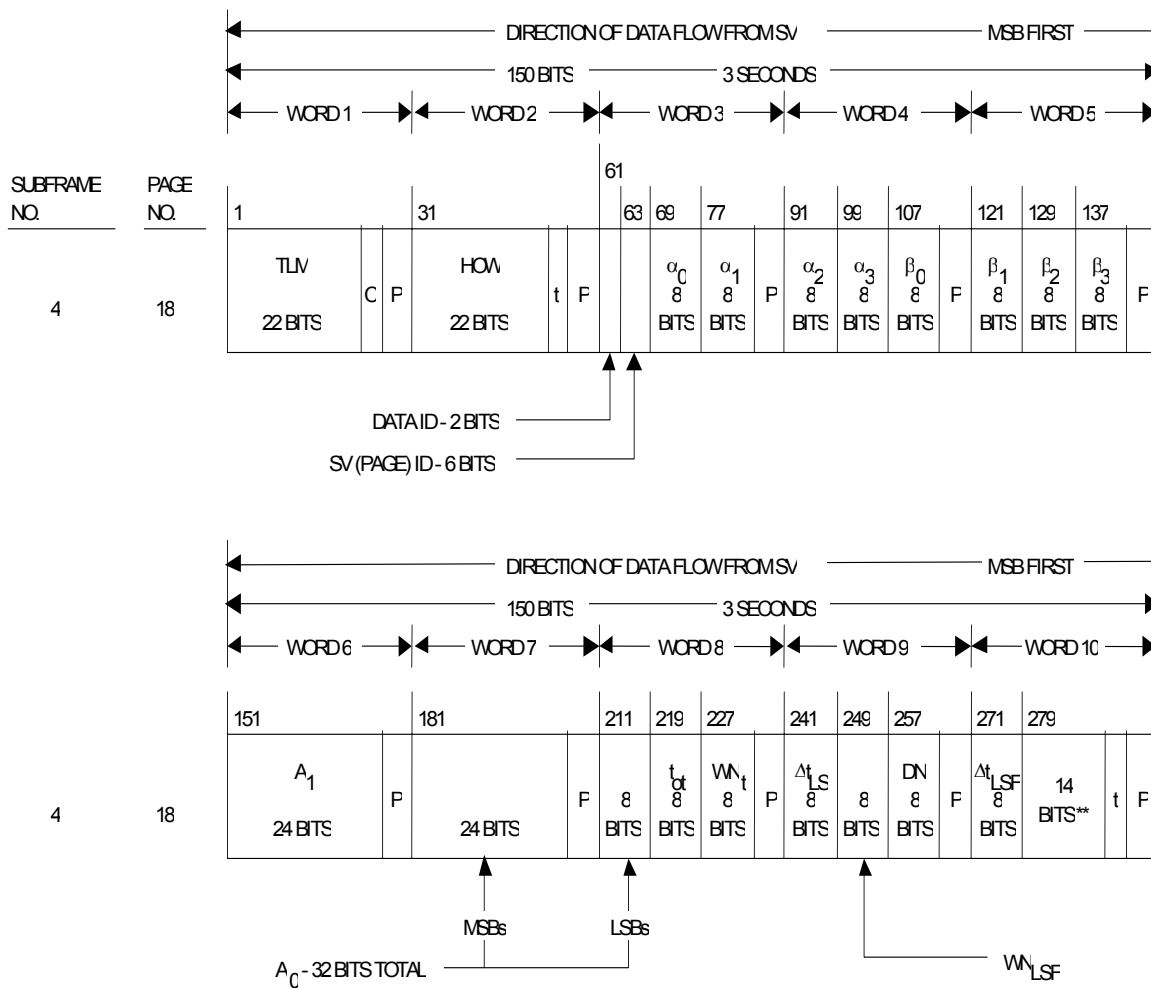 DIRECTION OF DATA FLOW FROM SV MSB FIRST
150 BITS 3 SECONDS
WORD 1 WORD 2 WORD 3 WORD 4 WORD 5
SUBFRAME NO. PAGE NO.
61
1 31 63 69 77 91 99 107 121 129 137
4 18
TLM 22 BITS C P HOW 22 BITS t P α0 8 BITS α1 8 BITS P α2 8 BITS α3 8 BITS β0 8 BITS P β1 8 BITS β2 8 BITS β3 8 BITS P
DATA ID - 2 BITS
SV (PAGE) ID - 6 BITS
DIRECTION OF DATA FLOW FROM SV MSB FIRST
150 BITS 3 SECONDS
WORD 6 WORD 7 WORD 8 WORD 9 WORD 10
151 181 211 219 227 241 249 257 271 279
4 18
A1 24 BITS P 24 BITS P 8 BITS tot 8 BITS WNt 8 BITS P ΔtLS 8 BITS 8 BITS DN 8 BITS P ΔtLSF 8 BITS 14 BITS** t P
MSBs LSBs
A0 - 32 BITS TOTAL
WNLSF